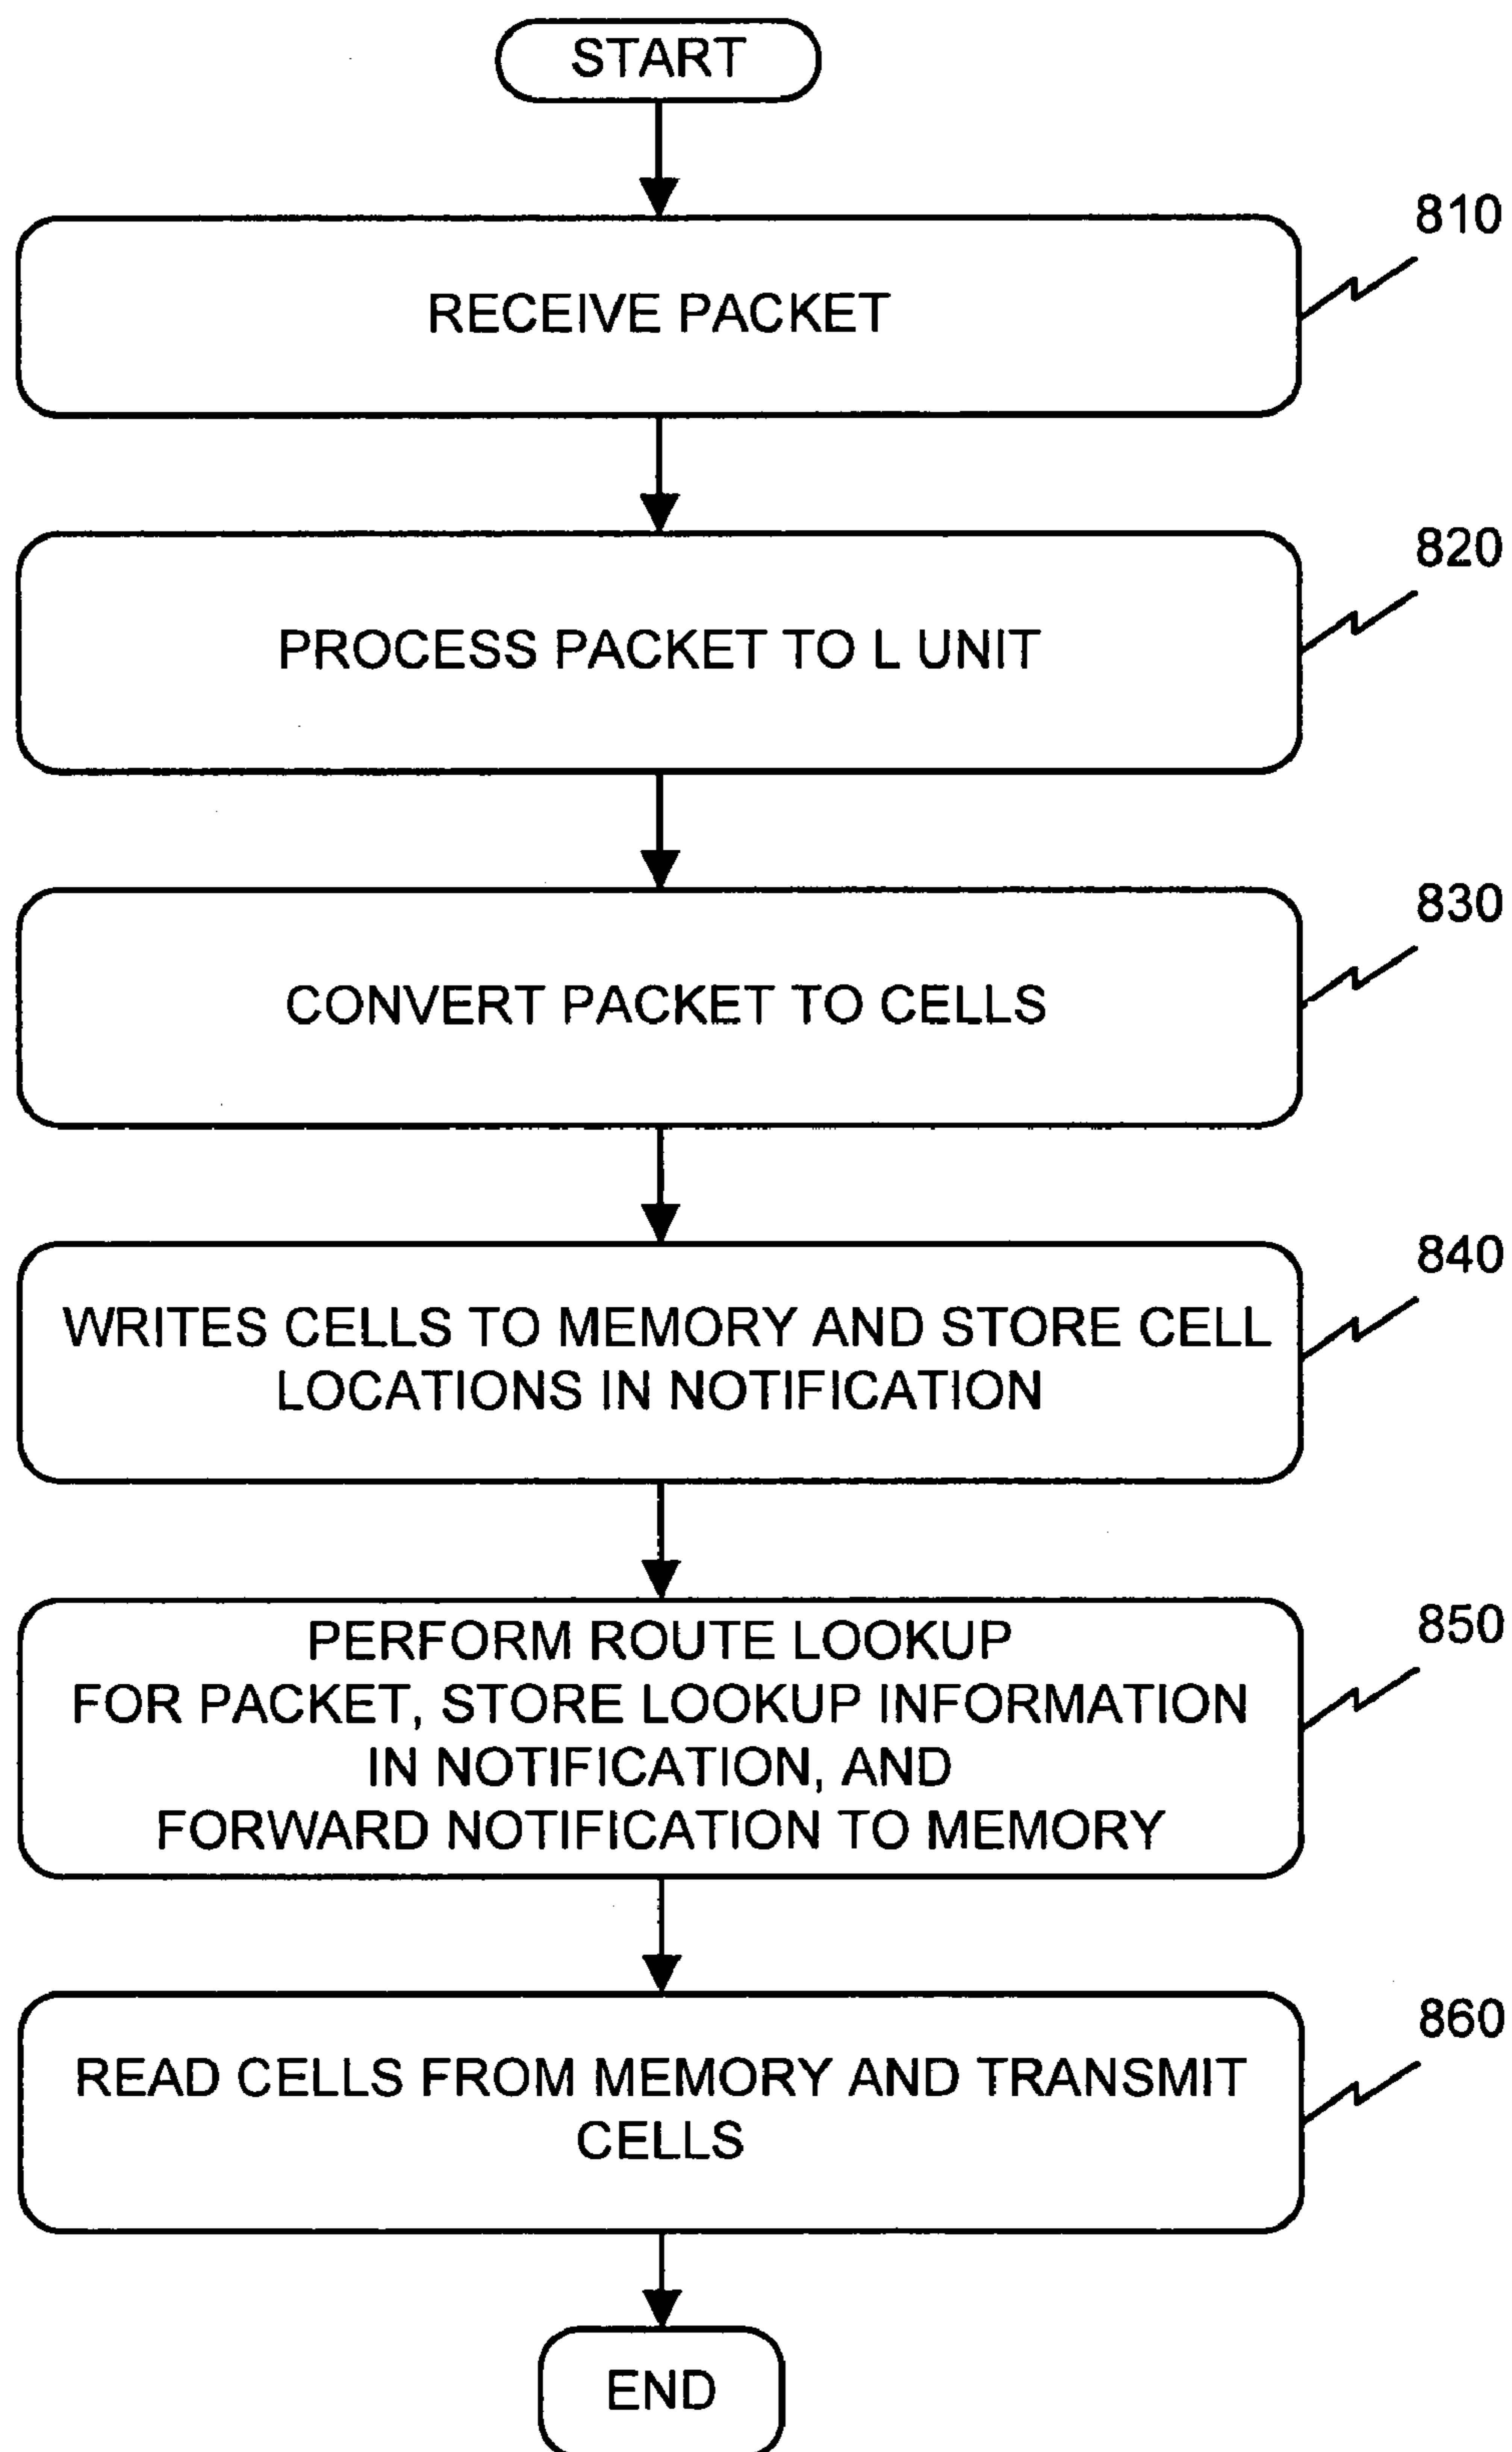 START
810
RECEIVE PACKET
820
PROCESS PACKET TO L UNIT
830
CONVERT PACKET TO CELLS
840
WRITES CELLS TO MEMORY AND STORE CELL
LOCATIONS IN NOTIFICATION
850
PERFORM ROUTE LOOKUP
FOR PACKET, STORE LOOKUP INFORMATION
IN NOTIFICATION, AND
FORWARD NOTIFICATION TO MEMORY
860
READ CELLS FROM MEMORY AND TRANSMIT
CELLS
END